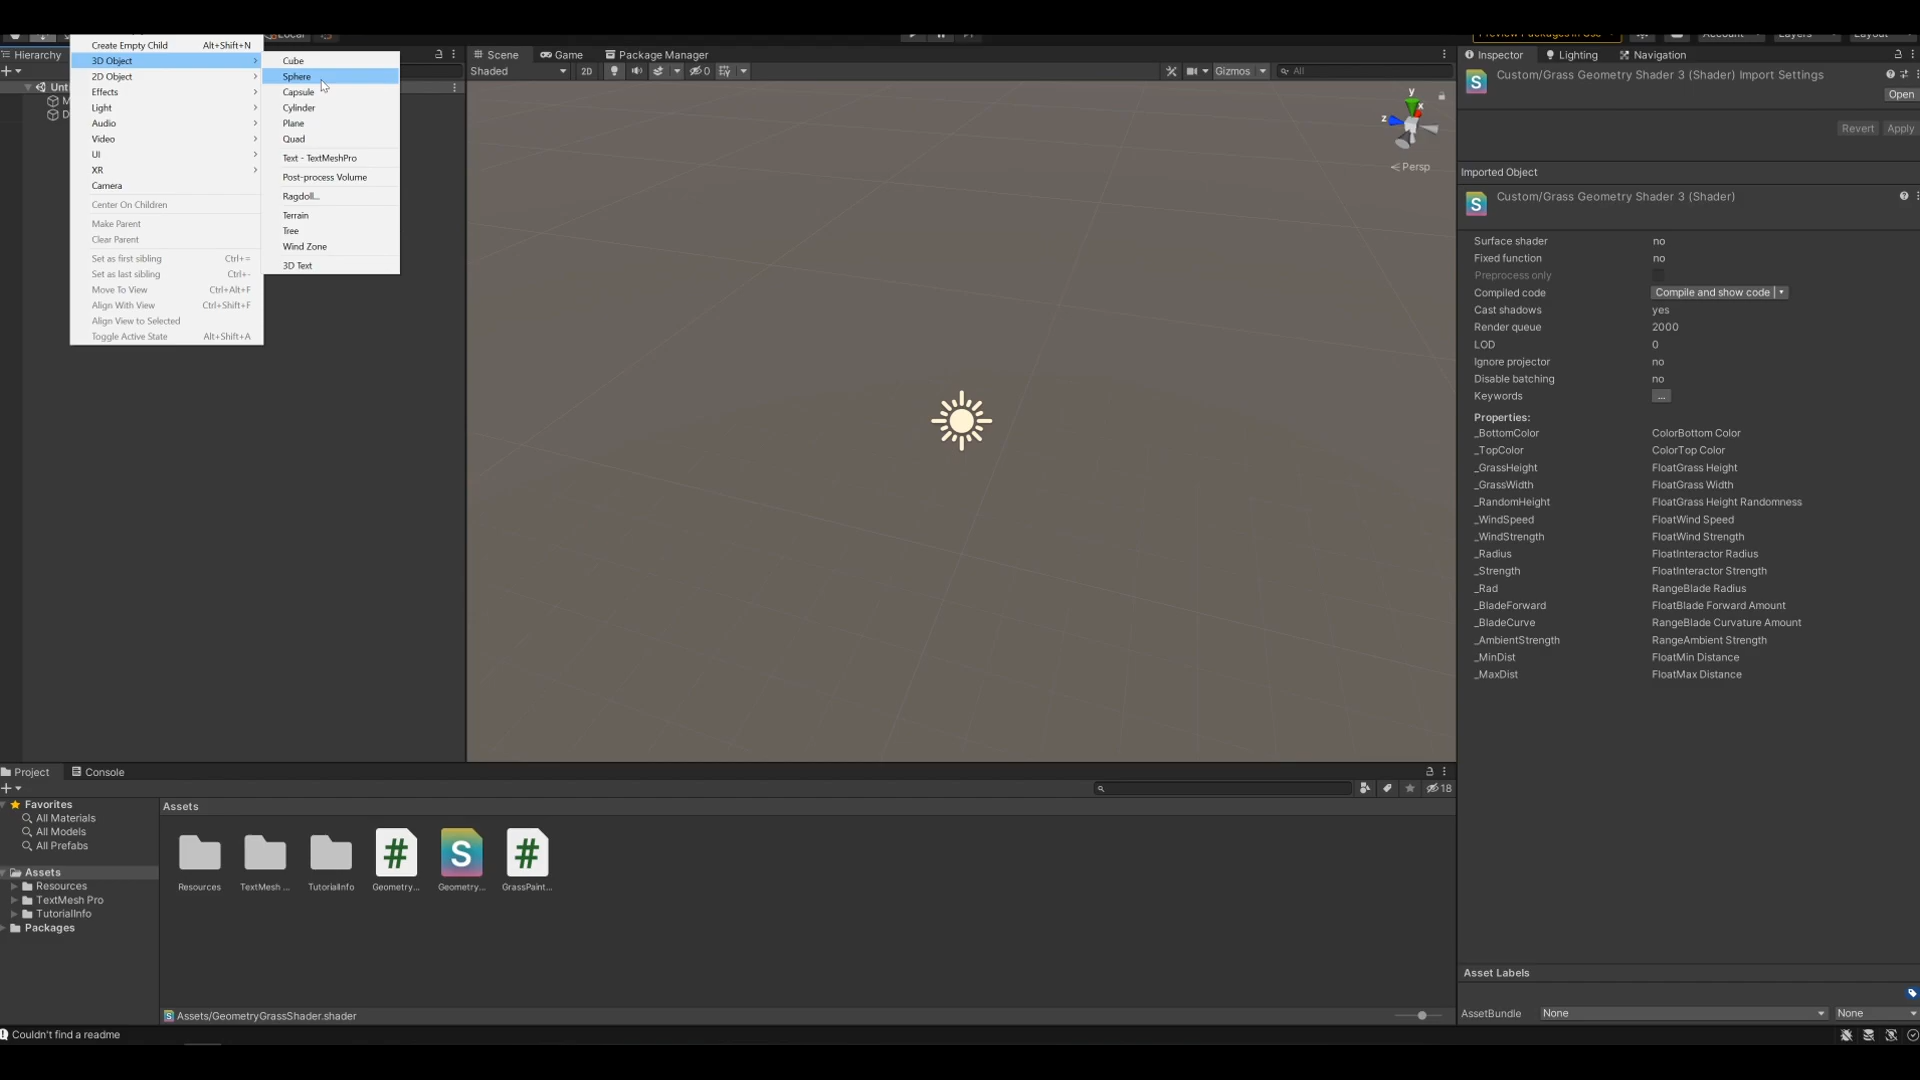 Hierarchy
Create Empty Child Alt+Shift+N
3D Object
2D Object
Effects
Light
Audio
Video
UI
XR
Camera
Center On Children
Make Parent
Clear Parent
Set as first sibling Ctrl+=
Set as last sibling Ctrl+-
Move To View Ctrl+Alt+F
Align With View Ctrl+Shift+F
Align View to Selected
Toggle Active State Alt+Shift+A
Cube
Sphere
Capsule
Cylinder
Plane
Quad
Text - TextMeshPro
Post-process Volume
Ragdoll...
Terrain
Tree
Wind Zone
3D Text
Scene Game Package Manager
Shaded 2D 0 Gizmos All
y
x
z
Persp
Inspector Lighting Navigation
Custom/Grass Geometry Shader 3 (Shader) Import Settings
Open
Revert Apply
Imported Object
Custom/Grass Geometry Shader 3 (Shader)
Surface shader no
Fixed function no
Preprocess only
Compiled code Compile and show code
Cast shadows yes
Render queue 2000
LOD 0
Ignore projector no
Disable batching no
Keywords ...
Properties:
_BottomColor ColorBottom Color
_TopColor ColorTop Color
_GrassHeight FloatGrass Height
_GrassWidth FloatGrass Width
_RandomHeight FloatGrass Height Randomness
_WindSpeed FloatWind Speed
_WindStrength FloatWind Strength
_Radius FloatInteractor Radius
_Strength FloatInteractor Strength
_Rad RangeBlade Radius
_BladeForward FloatBlade Forward Amount
_BladeCurve RangeBlade Curvature Amount
_AmbientStrength RangeAmbient Strength
_MinDist FloatMin Distance
_MaxDist FloatMax Distance
Asset Labels
AssetBundle None None
Project Console
18
Favorites
All Materials
All Models
All Prefabs
Assets
Resources
TextMesh Pro
TutorialInfo
Packages
Assets
Resources TextMesh ... TutorialInfo Geometry... Geometry... GrassPaint...
Assets/GeometryGrassShader.shader
Couldn't find a readme